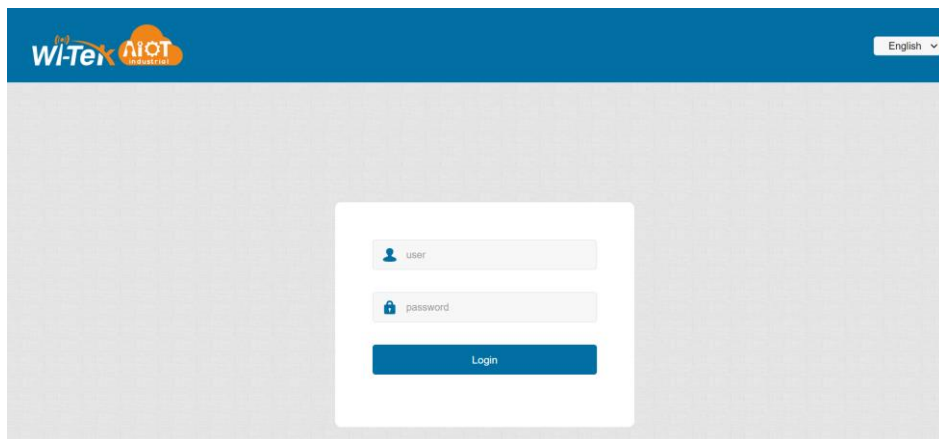 Wi-Tek AIOT
industrial
English
user
password
Login